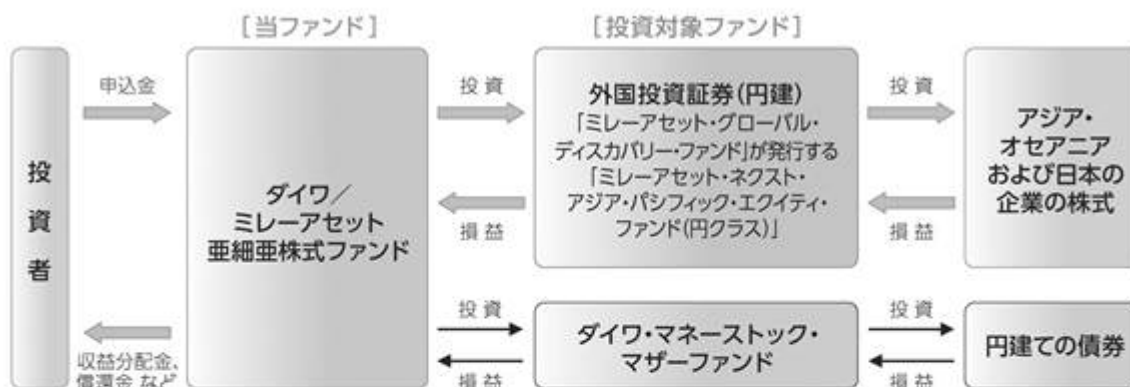 [当ファンド]
[投資対象ファンド]
投資者
申込金
収益分配金、
償還金 など
ダイワ/
ミレーアセット
亜細亜株式ファンド
投 資
損 益
外国投資証券(円建)
「ミレーアセット・グローバル・
ディスカバリー・ファンド」が発行する
「ミレーアセット・ネクスト・
アジア・パシフィック・エクイティ・
ファンド(円クラス)」
投 資
損 益
アジア・
オセアニア
および日本の
企業の株式
投 資
損 益
ダイワ・マネーストック・
マザーファンド
投 資
損 益
円建ての債券